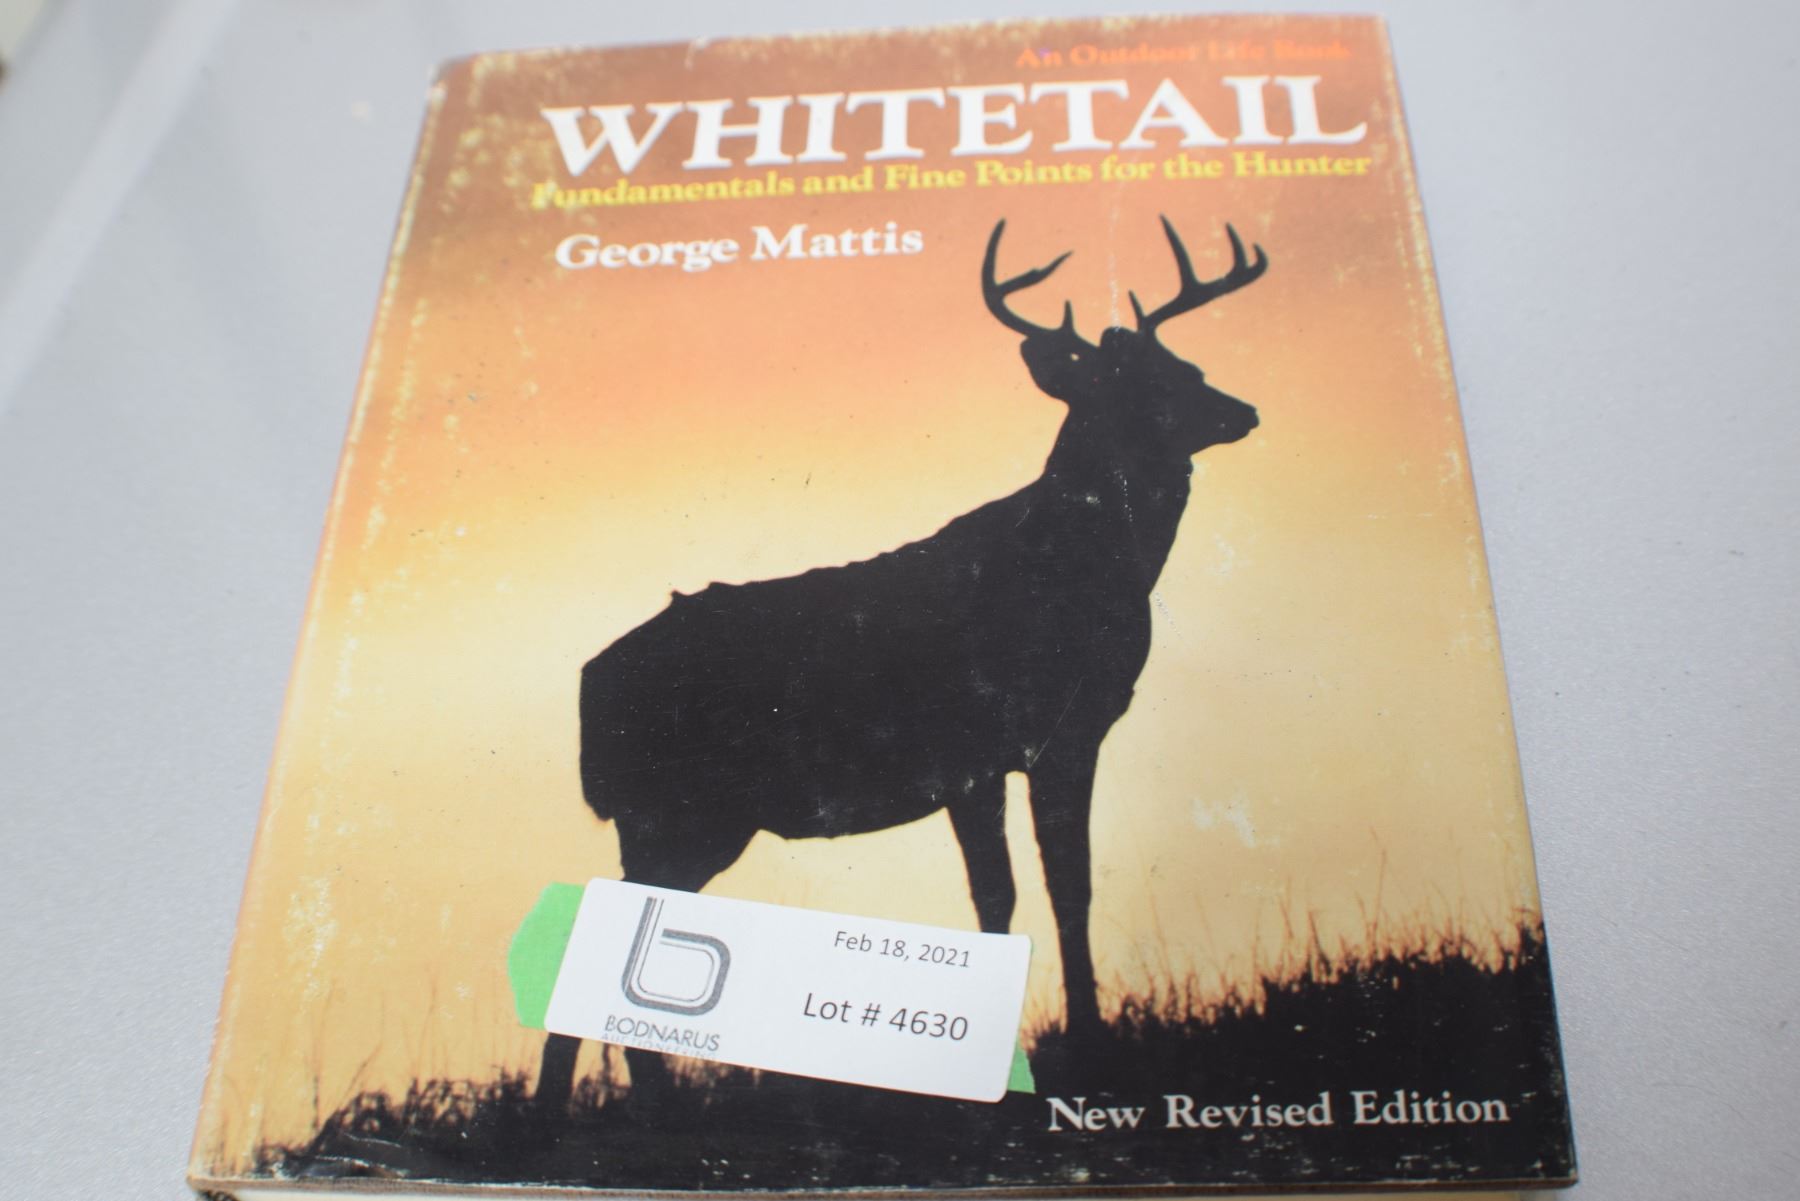 An Outdoor Life Book
WHITETAIL
Fundamentals and Fine Points for the Hunter
George Mattis
Feb 18, 2021
Lot # 4630
BODNARUS
AUCTIONEERING
New Revised Edition